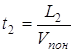 t₂ = L₂ / Vпон